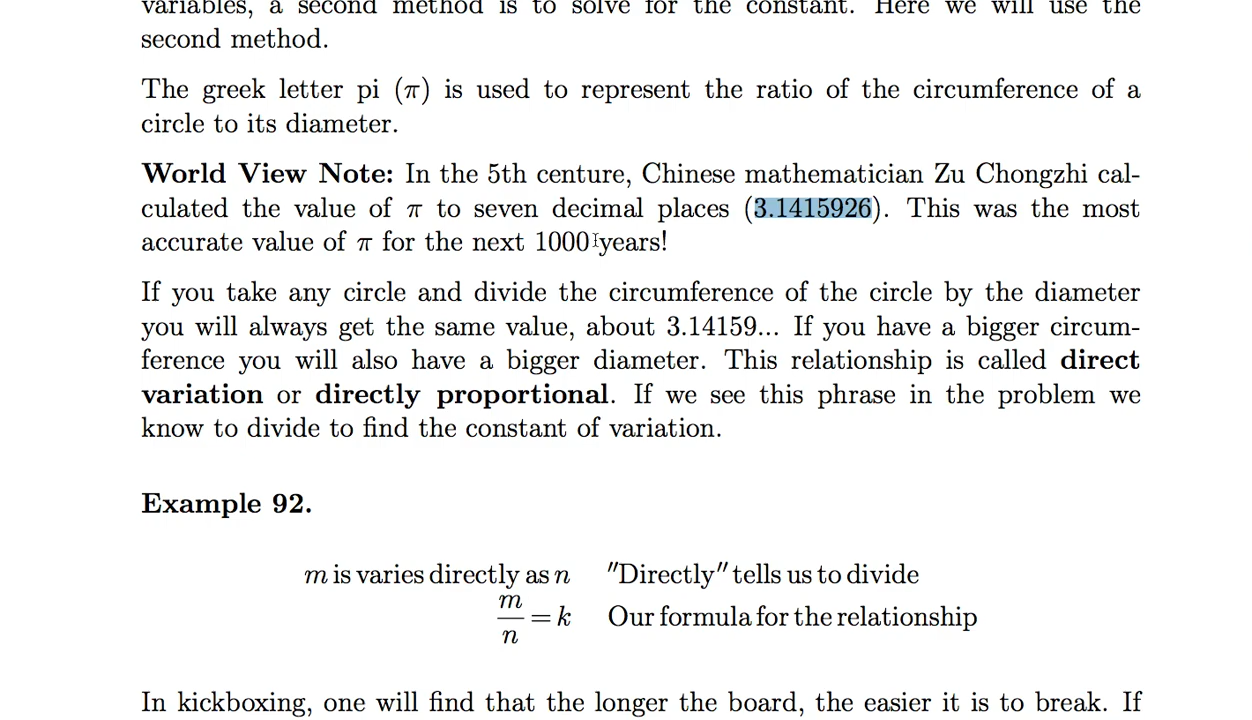 variables, a second method is to solve for the constant. Here we will use the
second method.
The greek letter pi (π) is used to represent the ratio of the circumference of a
circle to its diameter.
World View Note: In the 5th centure, Chinese mathematician Zu Chongzhi cal-
culated the value of π to seven decimal places (3.1415926). This was the most
accurate value of π for the next 1000 years!
If you take any circle and divide the circumference of the circle by the diameter
you will always get the same value, about 3.14159... If you have a bigger circum-
ference you will also have a bigger diameter. This relationship is called direct
variation or directly proportional. If we see this phrase in the problem we
know to divide to find the constant of variation.
Example 92.
m is varies directly as n ″Directly″ tells us to divide
m/n = k Our formula for the relationship
In kickboxing, one will find that the longer the board, the easier it is to break. If